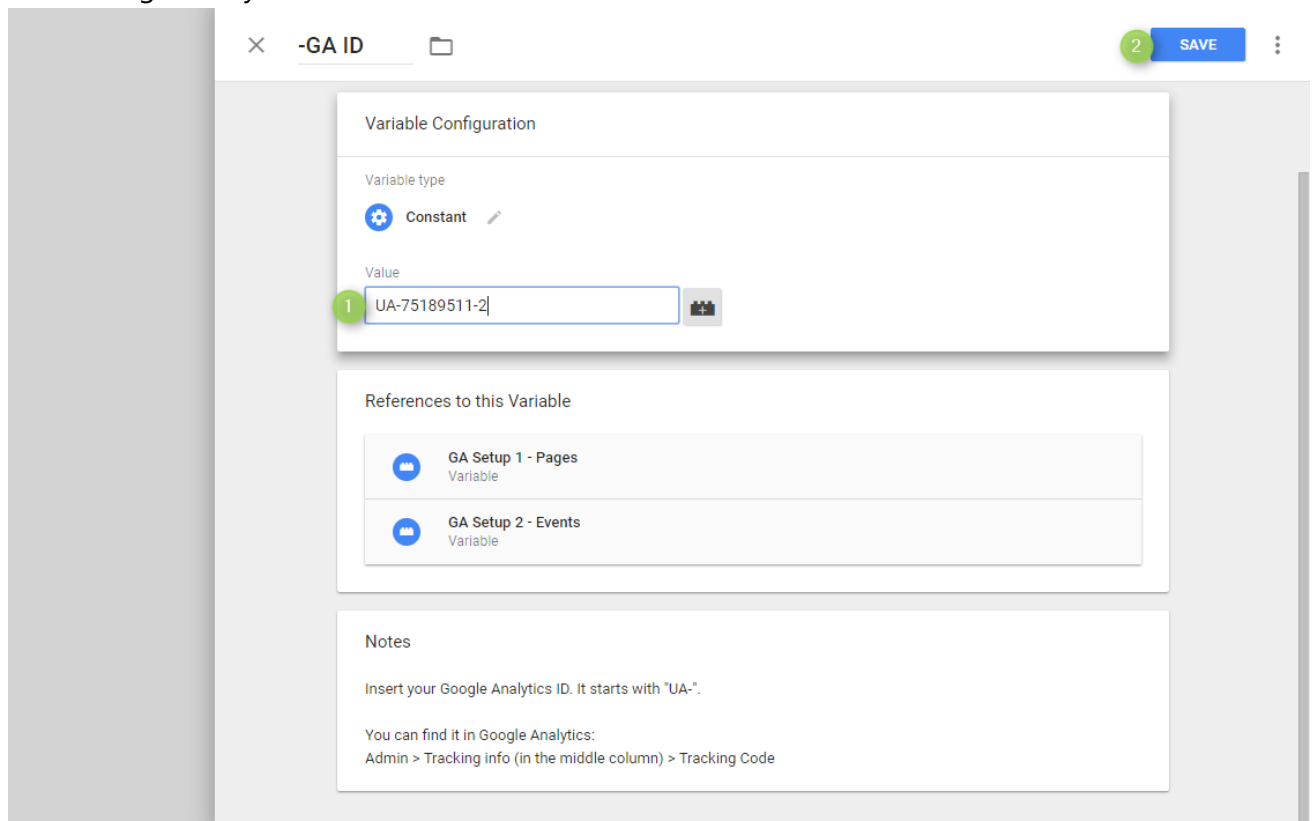 -GA ID
2
SAVE
Variable Configuration
Variable type
Constant
Value
1
UA-75189511-2
References to this Variable
GA Setup 1 - Pages
Variable
GA Setup 2 - Events
Variable
Notes
Insert your Google Analytics ID. It starts with "UA-".
You can find it in Google Analytics:
Admin > Tracking info (in the middle column) > Tracking Code